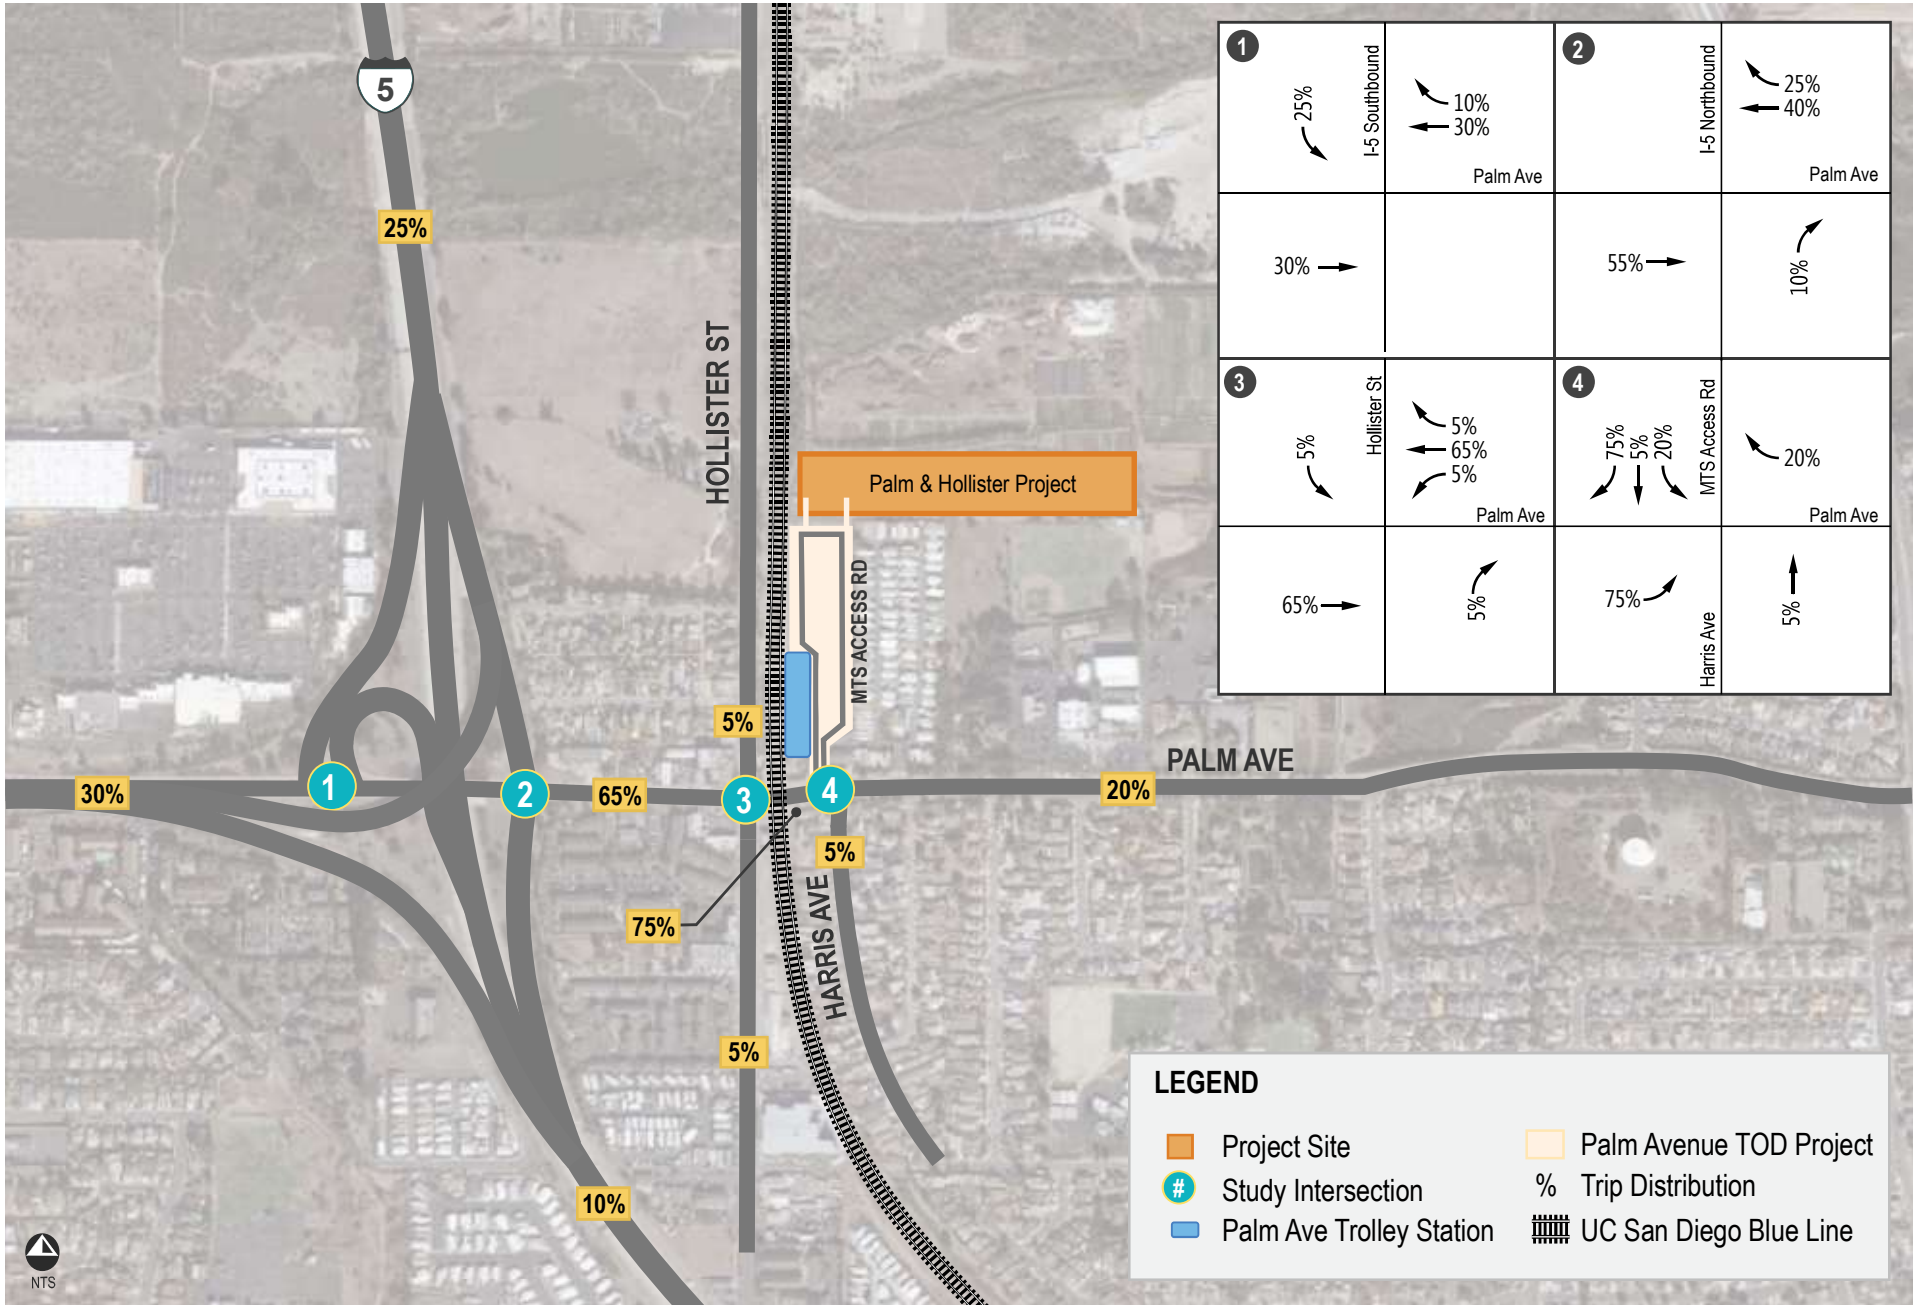 5
25%
HOLLISTER ST
Palm & Hollister Project
MTS ACCESS RD
5%
PALM AVE
30%
1
2
65%
3
4
20%
5%
75%
HARRIS AVE
5%
10%
NTS
1
25%
I-5 Southbound
10%
30%
Palm Ave
30%
2
I-5 Northbound
25%
40%
Palm Ave
55%
10%
3
5%
Hollister St
5%
65%
5%
Palm Ave
65%
5%
4
75%
5%
20%
MTS Access Rd
20%
Palm Ave
75%
Harris Ave
5%
LEGEND
Project Site
# Study Intersection
Palm Ave Trolley Station
Palm Avenue TOD Project
% Trip Distribution
UC San Diego Blue Line